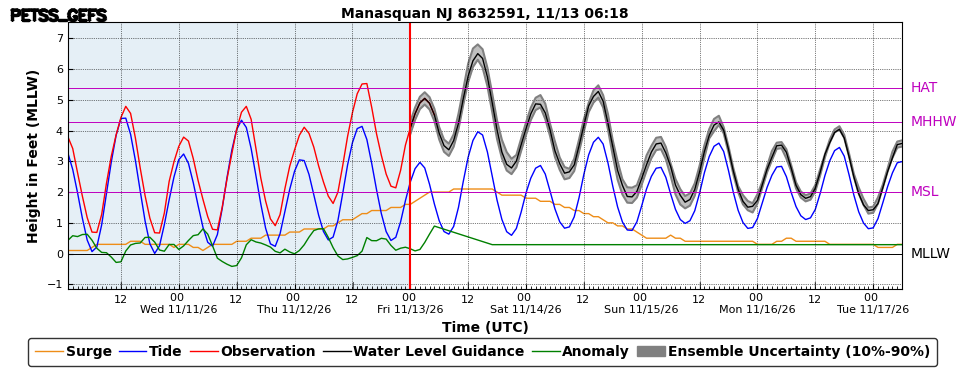 PETSS_GEFS
Manasquan NJ 8632591, 11/13 06:18
Height in Feet (MLLW)
7
6
5
4
3
2
1
0
−1
HAT
MHHW
MSL
MLLW
12 00 12 00 12 00 12 00 12 00 12 00 12 00
Wed 11/11/26 Thu 11/12/26 Fri 11/13/26 Sat 11/14/26 Sun 11/15/26 Mon 11/16/26 Tue 11/17/26
Time (UTC)
Surge Tide Observation Water Level Guidance Anomaly Ensemble Uncertainty (10%-90%)